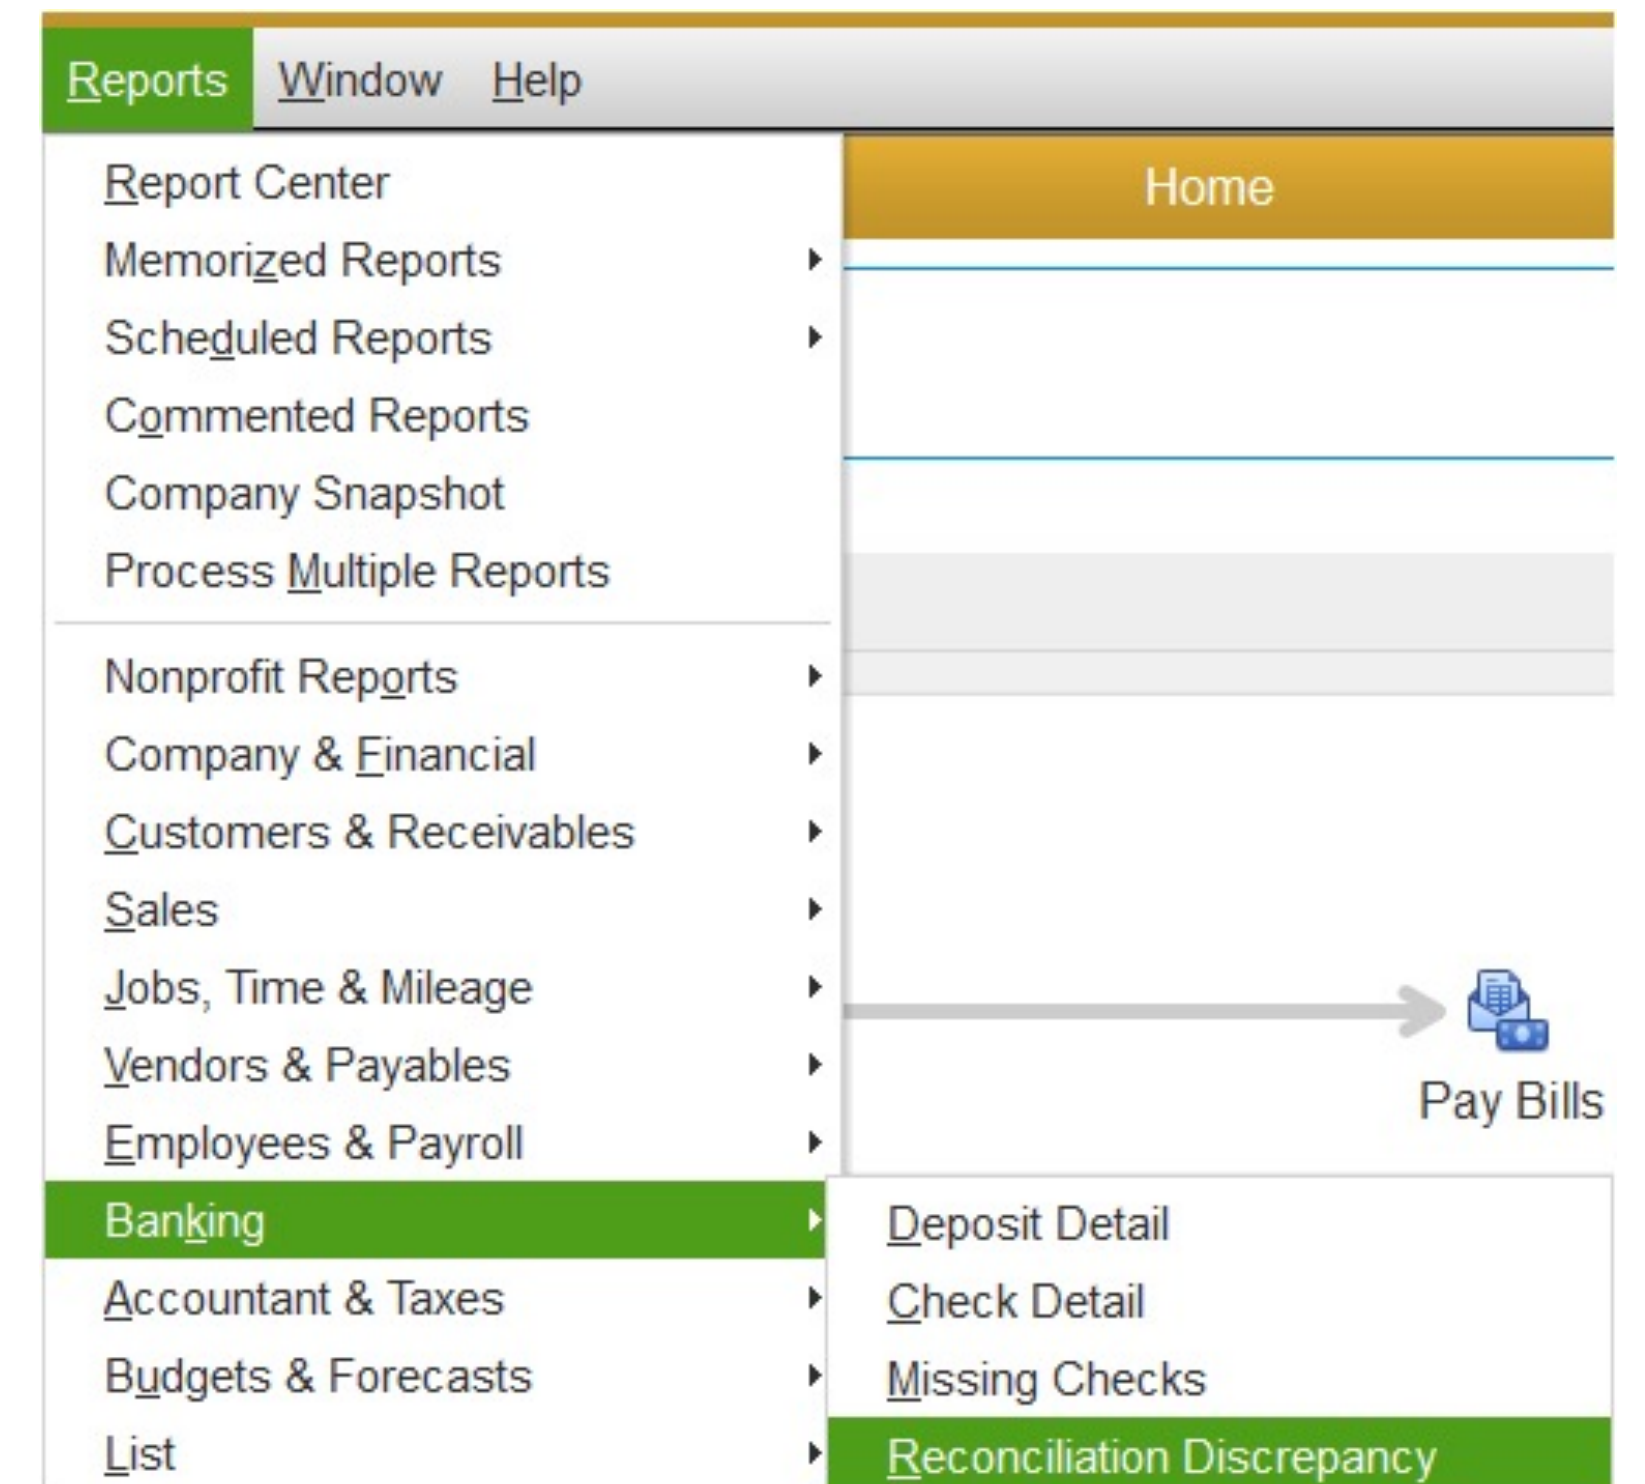 Reports Window Help
Home
Report Center
Memorized Reports
Scheduled Reports
Commented Reports
Company Snapshot
Process Multiple Reports
Nonprofit Reports
Company & Financial
Customers & Receivables
Sales
Jobs, Time & Mileage
Vendors & Payables
Employees & Payroll
Banking
Accountant & Taxes
Budgets & Forecasts
List
Pay Bills
Deposit Detail
Check Detail
Missing Checks
Reconciliation Discrepancy